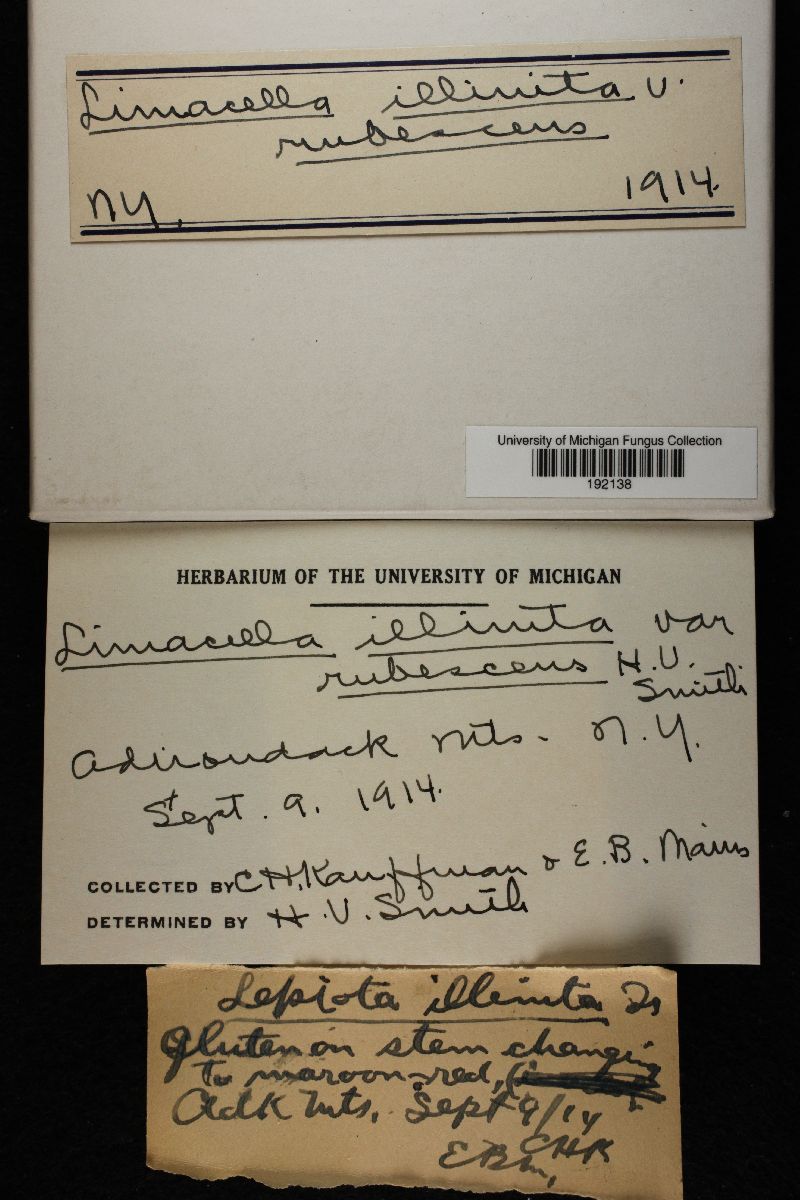 Limacella illinita v.
rubescens
NY. 1914.
University of Michigan Fungus Collection
192138
HERBARIUM OF THE UNIVERSITY OF MICHIGAN
Limacella illinita var
rubescens H.V.
Smith
Adirondack Mts. N.Y.
Sept. 9. 1914.
COLLECTED BY C H. Kauffman & E. B. Mains
DETERMINED BY H. V. Smith
Lepiota illinita Fr
Gluten on stem changing
to maroon-red,
Adk Mts. Sept 9/14
CHK
EBM,